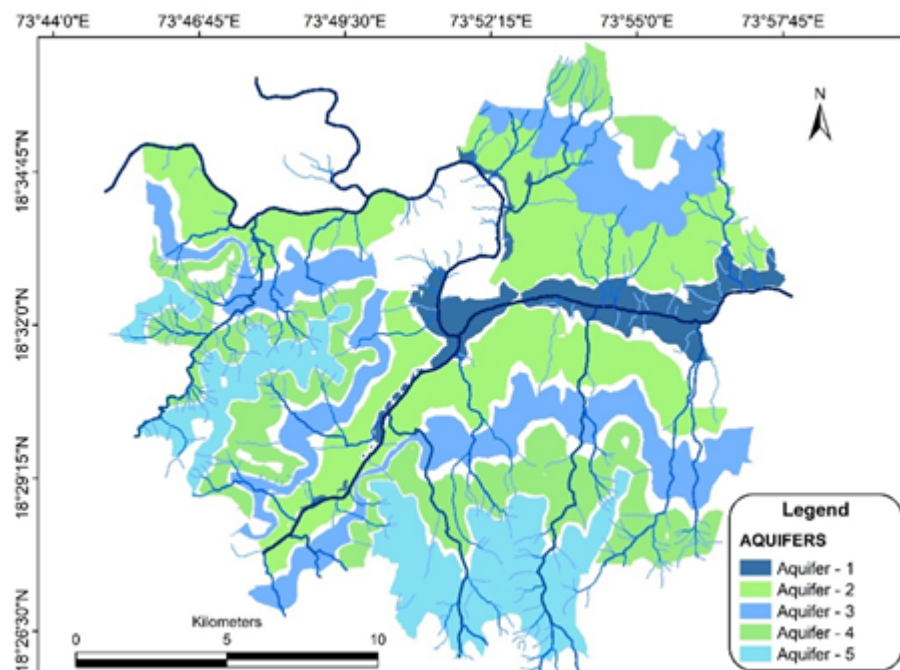 73°44'0"E 73°46'45"E 73°49'30"E 73°52'15"E 73°55'0"E 73°57'45"E
N
18°34'45"N
18°32'0"N
18°29'15"N
18°26'30"N
Legend
AQUIFERS
Aquifer - 1
Aquifer - 2
Aquifer - 3
Aquifer - 4
Aquifer - 5
Kilometers
0 5 10